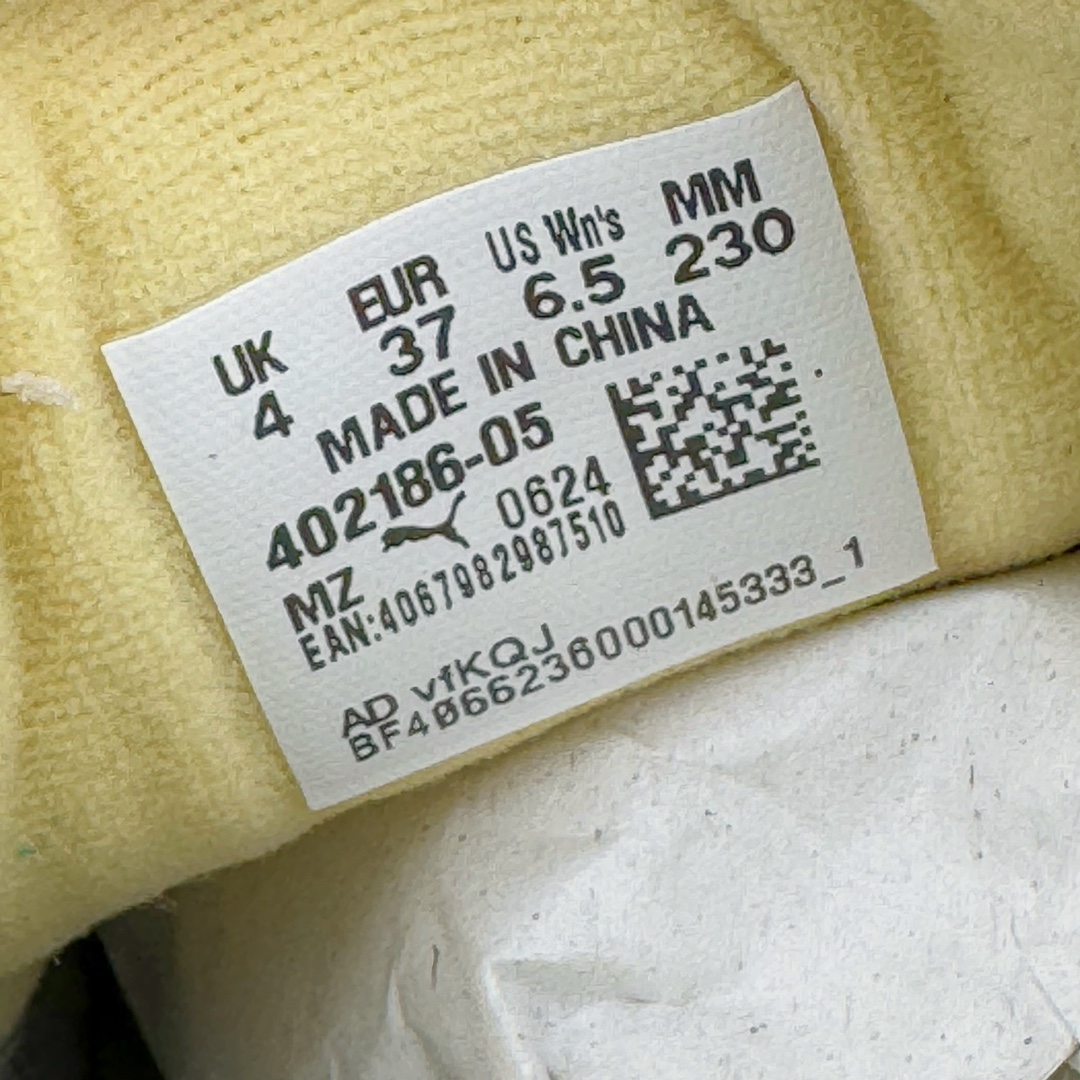 UK EUR US Wn's MM
4 37 6.5 230
MADE IN CHINA
402186-05
MZ 0624
EAN:4067982987510
AD vfKQJ
BF4066236000145333_1